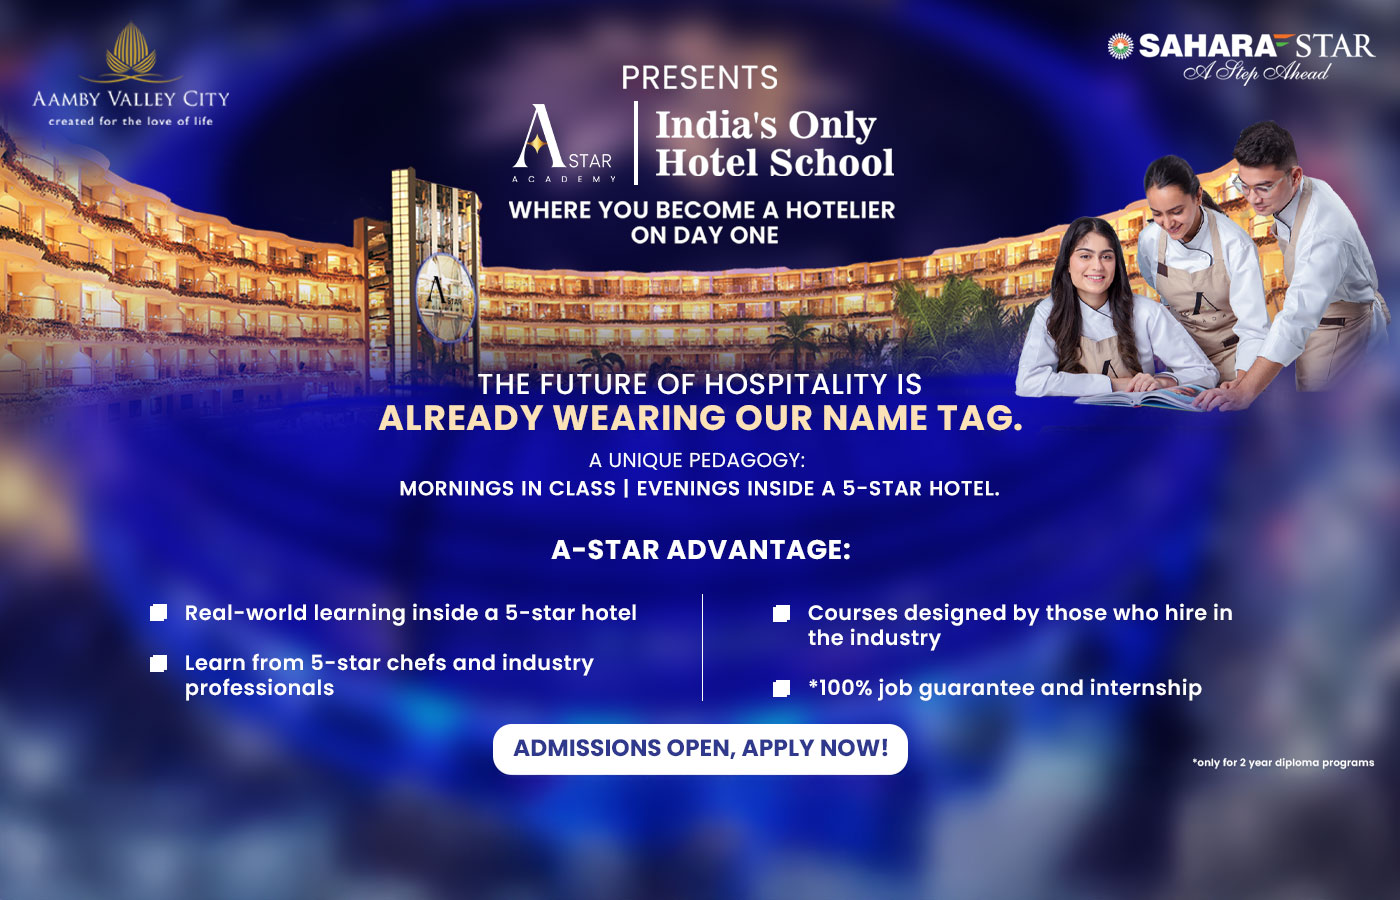 AAMBY VALLEY CITY
created for the love of life
SAHARA STAR
A Step Ahead
PRESENTS
A STAR
ACADEMY
India's Only
Hotel School
WHERE YOU BECOME A HOTELIER
ON DAY ONE
A STAR
THE FUTURE OF HOSPITALITY IS
ALREADY WEARING OUR NAME TAG.
A UNIQUE PEDAGOGY:
MORNINGS IN CLASS | EVENINGS INSIDE A 5-STAR HOTEL.
A-STAR ADVANTAGE:
Real-world learning inside a 5-star hotel
Learn from 5-star chefs and industry
professionals
Courses designed by those who hire in
the industry
*100% job guarantee and internship
ADMISSIONS OPEN, APPLY NOW!
*only for 2 year diploma programs